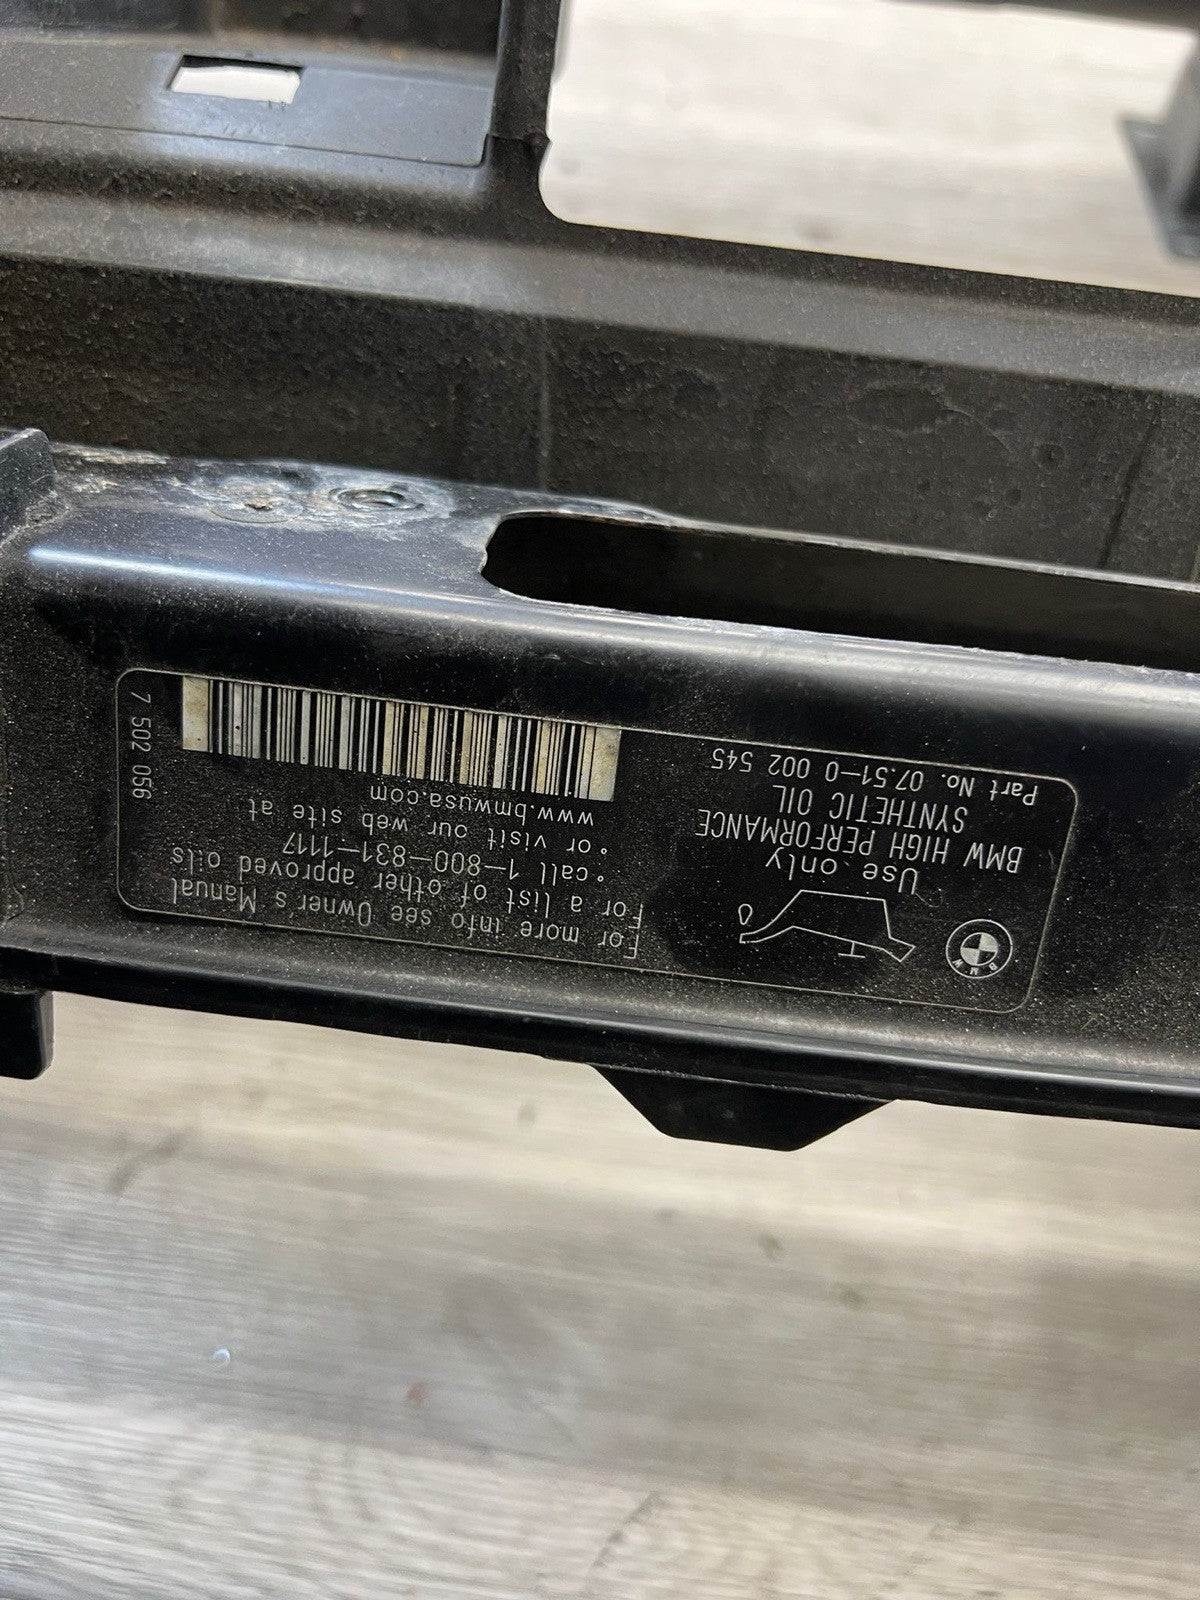 BMW
Use only
BMW HIGH PERFORMANCE
SYNTHETIC OIL
Part No. 07.51-0 002 545
For more info see Owner's Manual
For a list of other approved oils
• call 1-800-831-1117
• or visit our web site at
www.bmwusa.com
7 502 056